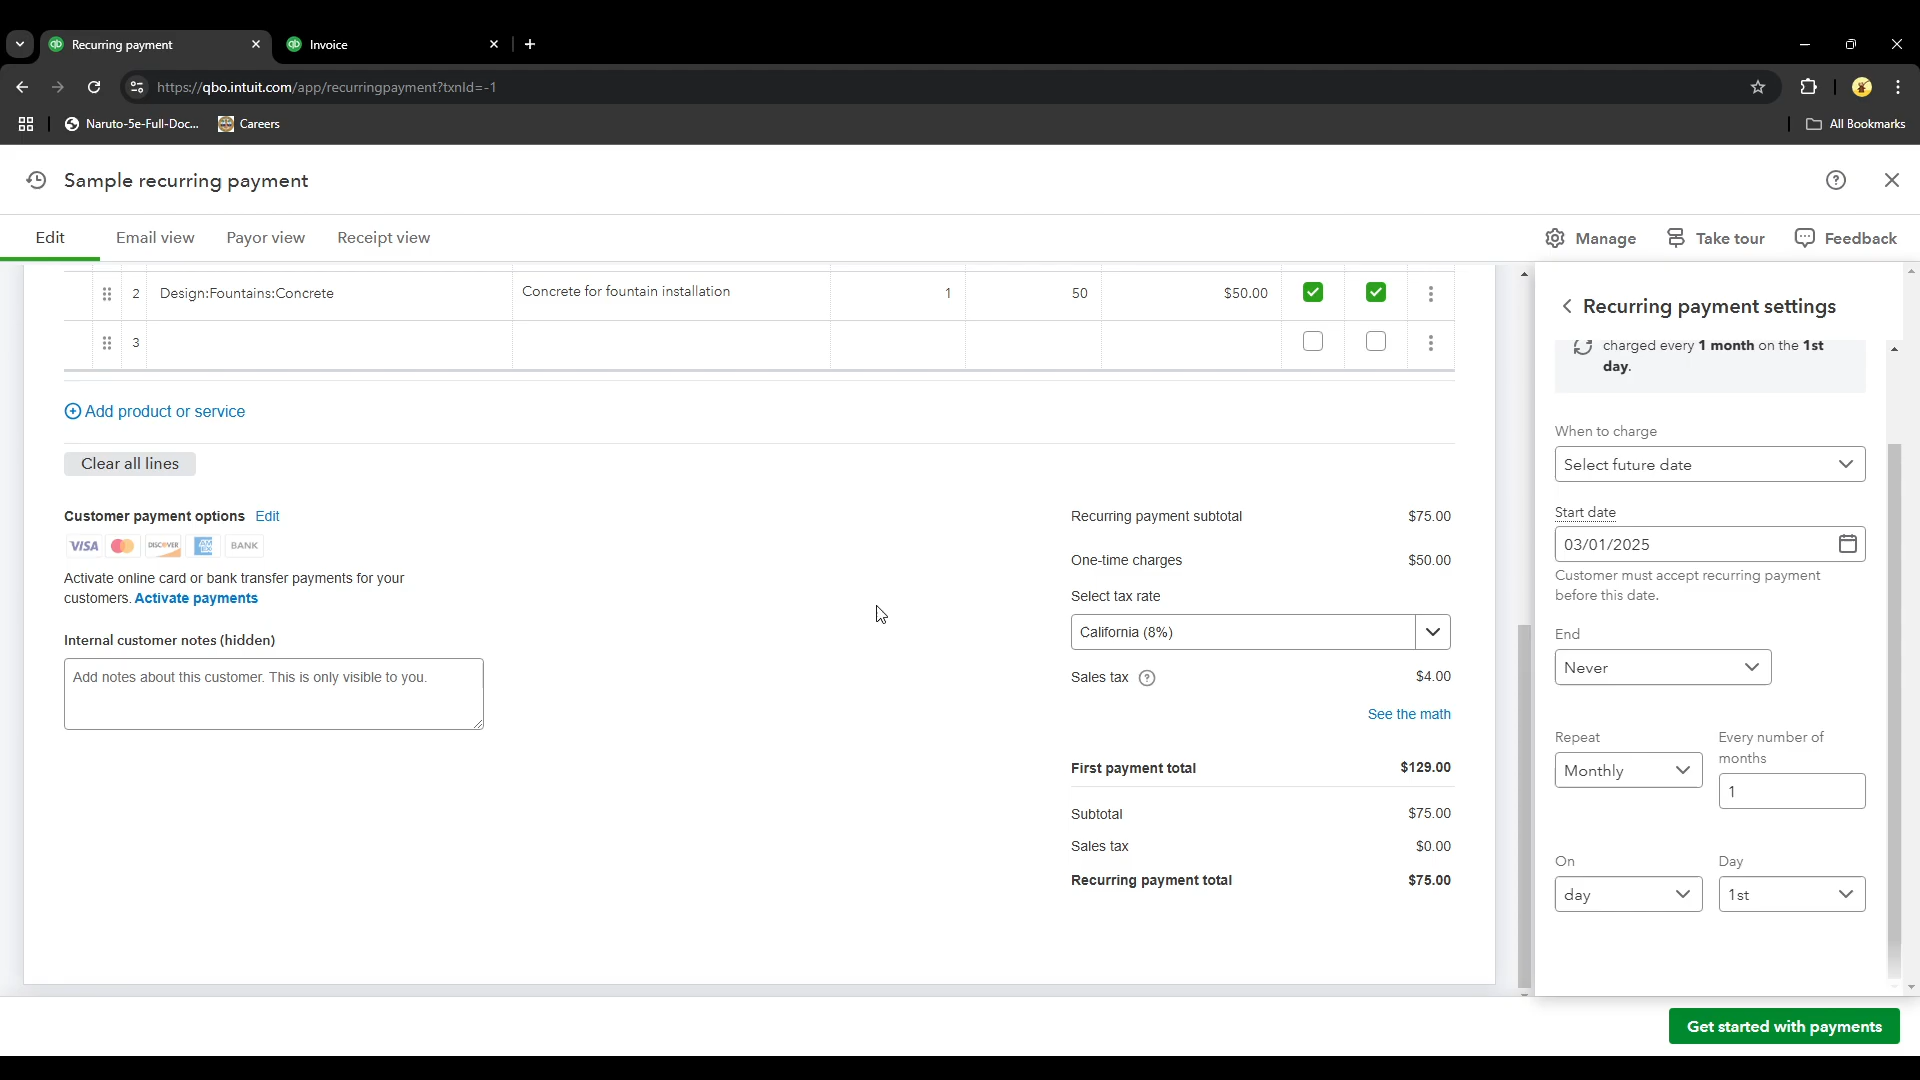 Recurring payment
Invoice
https://qbo.intuit.com/app/recurringpayment?txnId=-1
Naruto-5e-Full-Doc...
Careers
All Bookmarks
Sample recurring payment
Edit
Email view
Payor view
Receipt view
Manage
Take tour
Feedback
2 Design:Fountains:Concrete Concrete for fountain installation 1 50 $50.00
3
Add product or service
Clear all lines
Customer payment options Edit
VISA DISCOVER AM EX BANK
Activate online card or bank transfer payments for your
customers. Activate payments
Internal customer notes (hidden)
Add notes about this customer. This is only visible to you.
Recurring payment subtotal $75.00
One-time charges $50.00
Select tax rate
California (8%)
Sales tax $4.00
See the math
First payment total $129.00
Subtotal $75.00
Sales tax $0.00
Recurring payment total $75.00
Recurring payment settings
charged every 1 month on the 1st
day.
When to charge
Select future date
Start date
03/01/2025
Customer must accept recurring payment
before this date.
End
Never
Repeat
Monthly
Every number of
months
1
On
day
Day
1st
Get started with payments